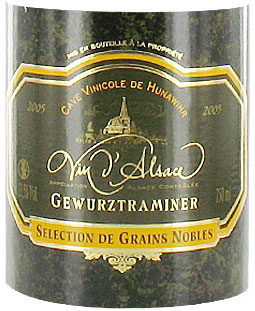 MIS EN BOUTEILLE A LA PROPRIÉTÉ
CAVE VINICOLE DE HUNAWIHR
2005 2005
Vin d'Alsace
APPELLATION ALSACE CONTRÔLÉE
GEWURZTRAMINER
SELECTION DE GRAINS NOBLES